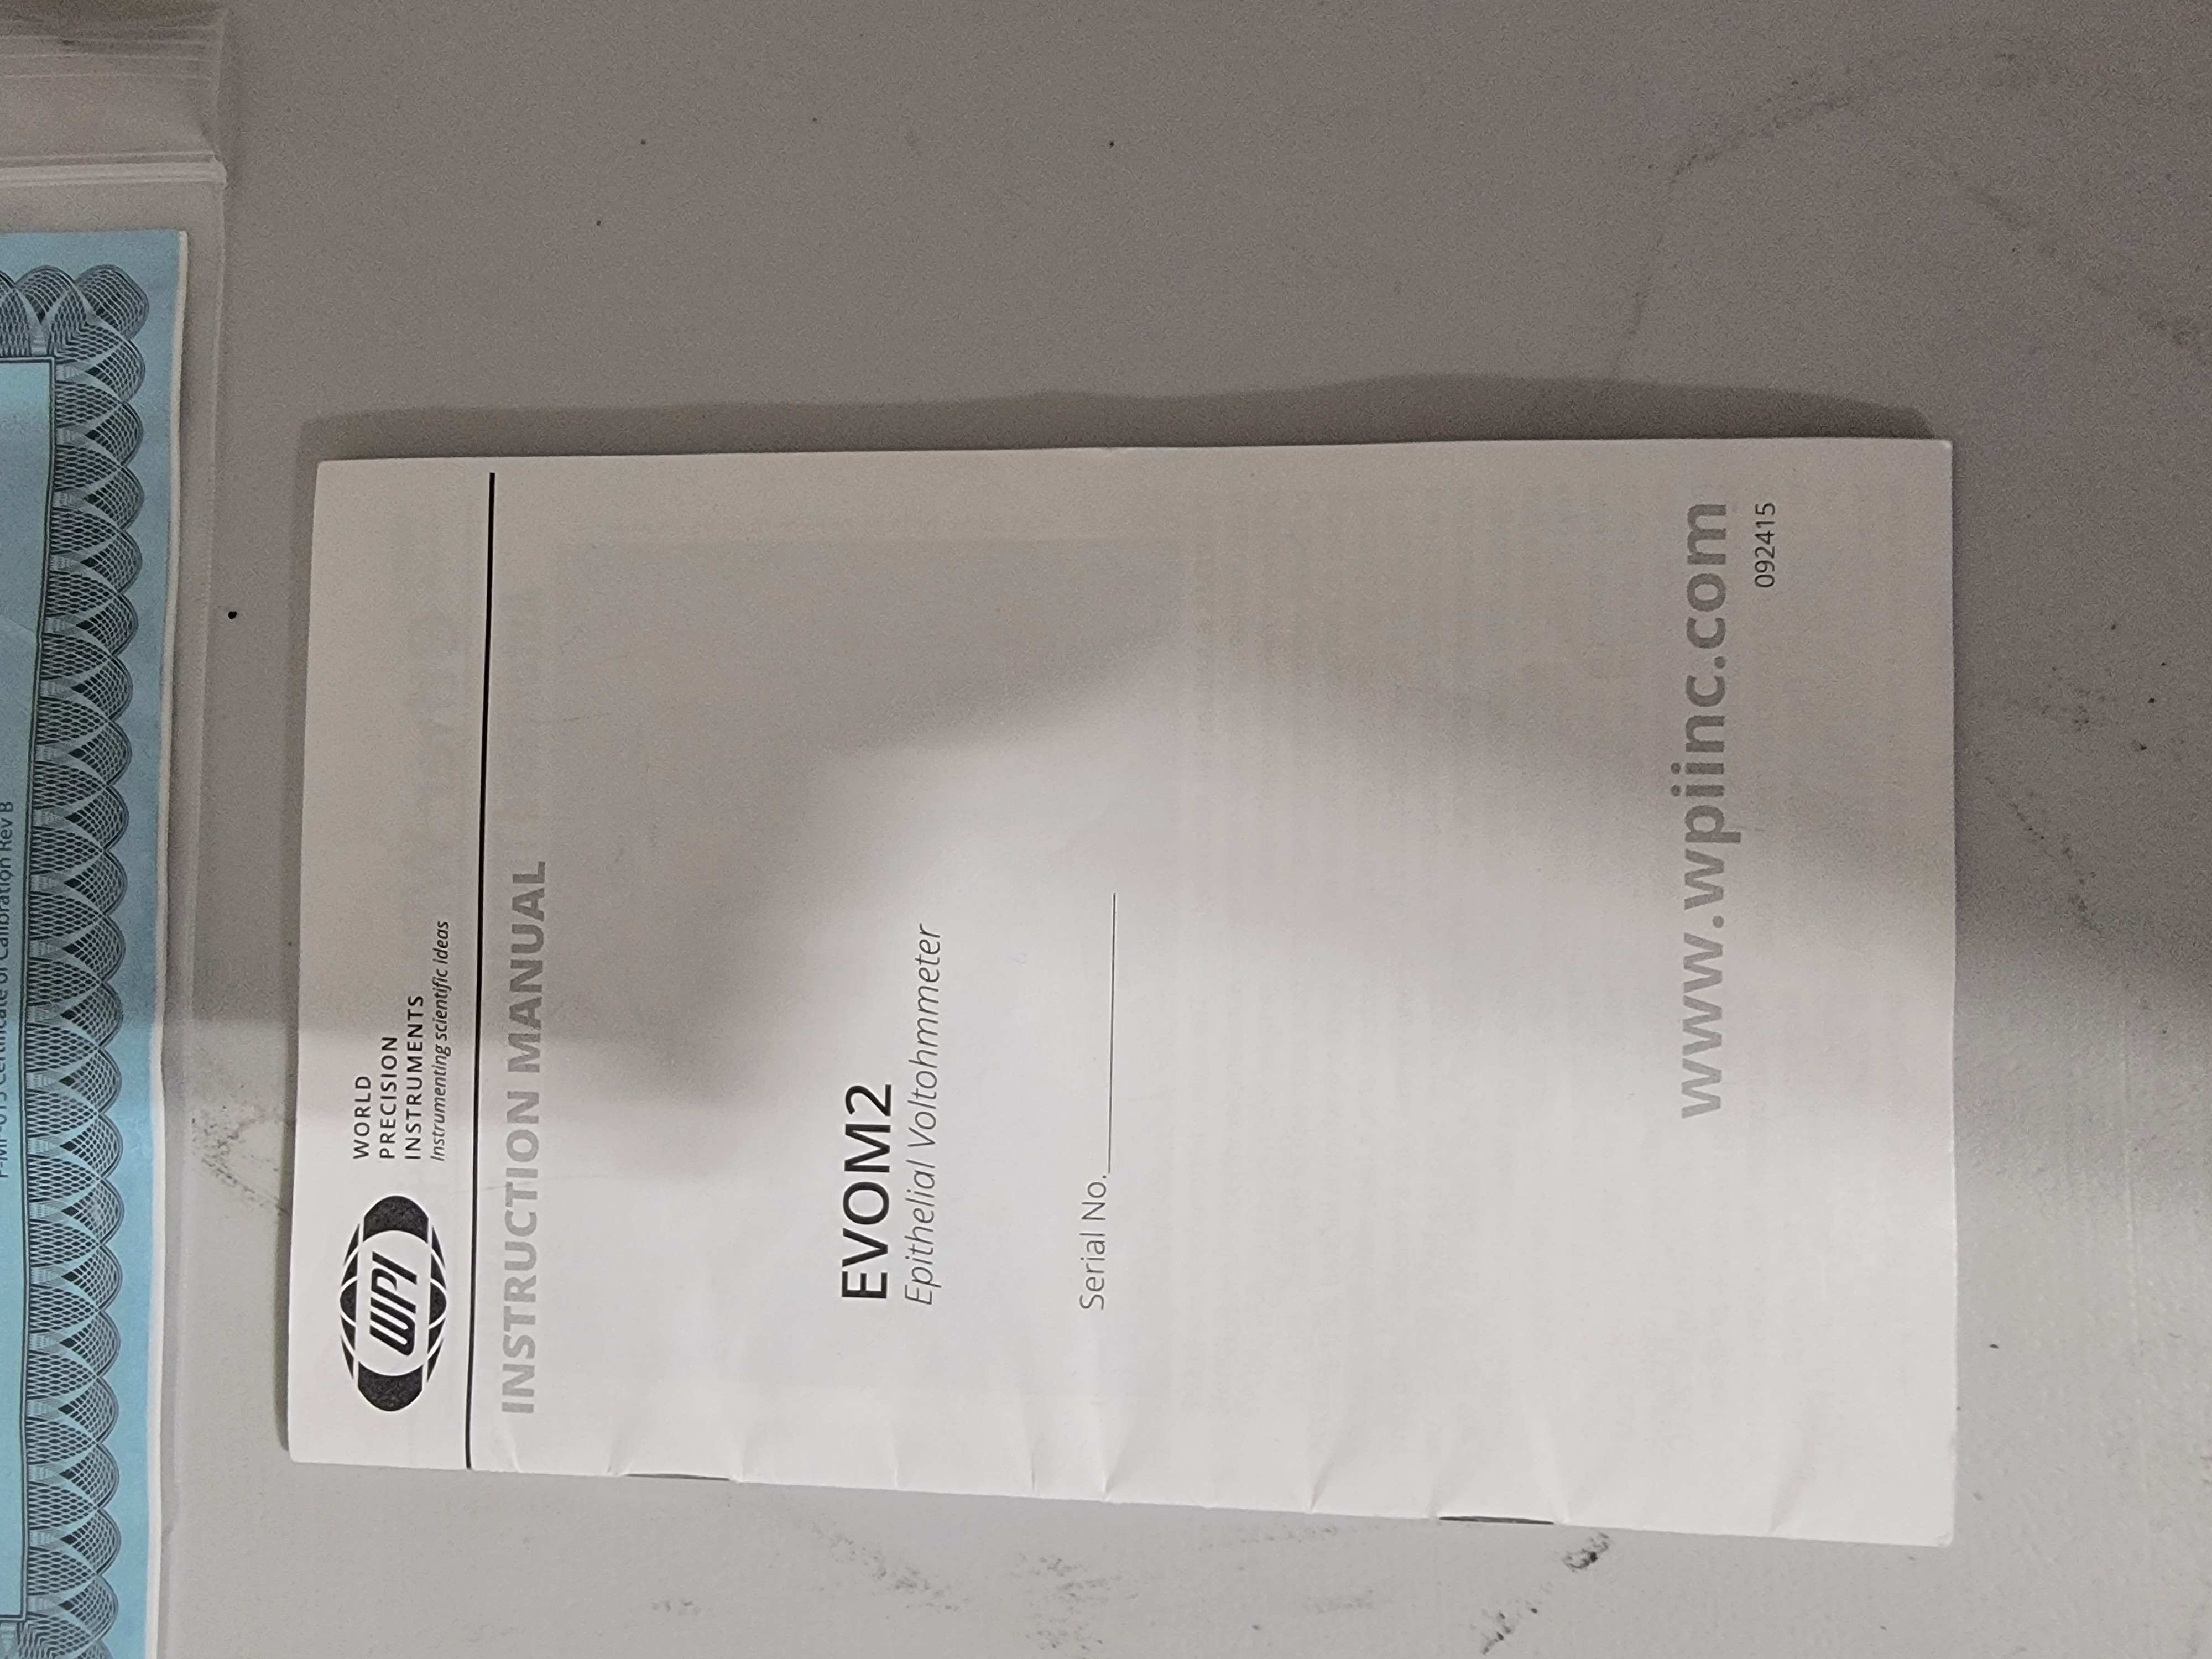 WPI
WORLD
PRECISION
INSTRUMENTS
Instrumenting scientific ideas
INSTRUCTION MANUAL
EVOM2
Epithelial Voltohmmeter
Serial No.
www.wpiinc.com
092415
Certificate of Calibration Rev B